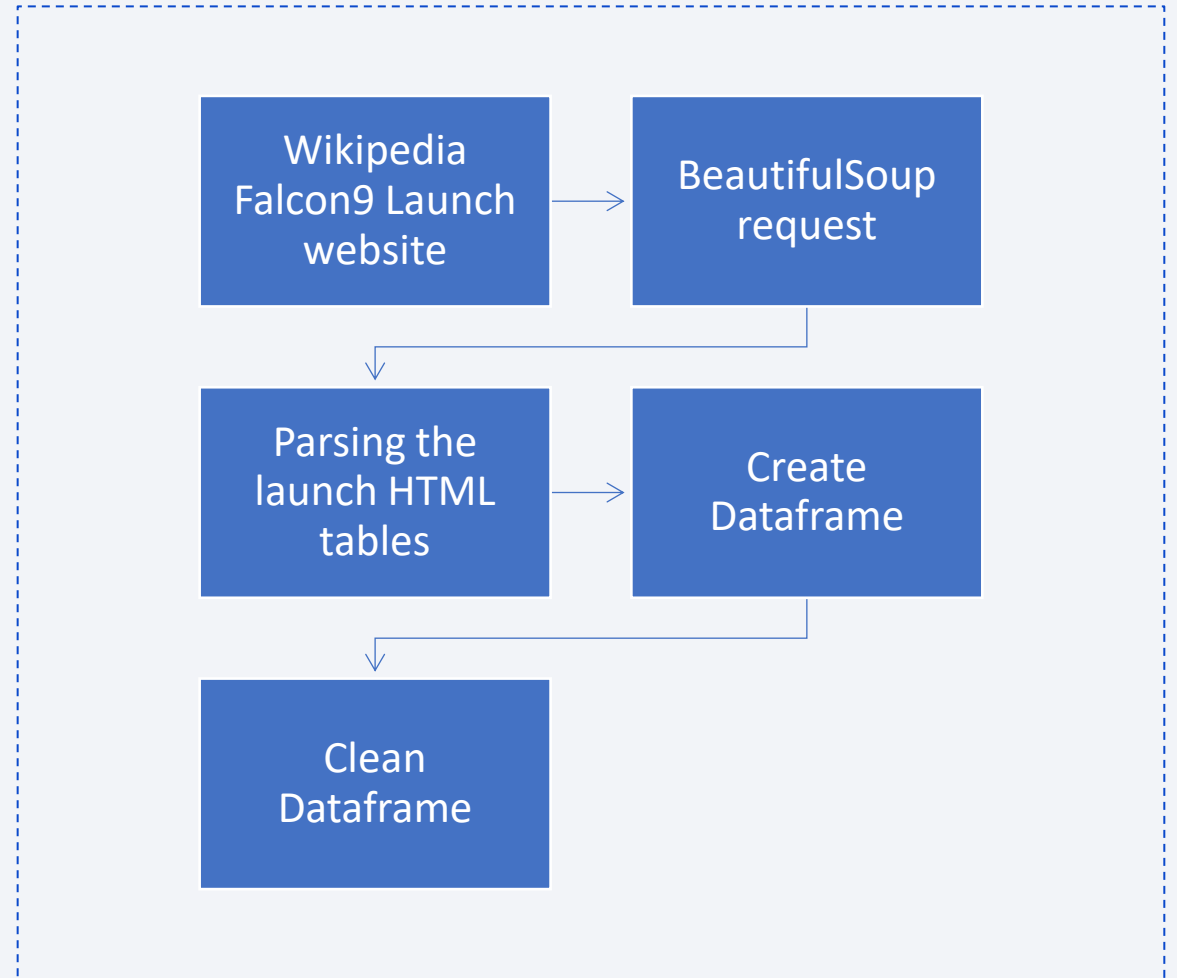 Wikipedia
Falcon9 Launch
website
BeautifulSoup
request
Parsing the
launch HTML
tables
Create
Dataframe
Clean
Dataframe